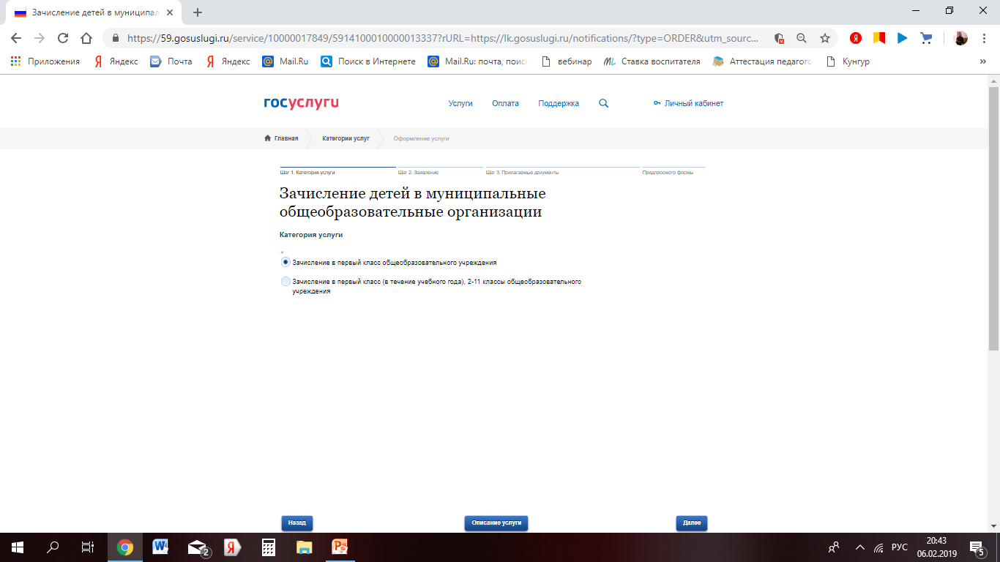 Зачисление детей в муниципал
https://59.gosuslugi.ru/service/10000017849/5914100010000013337?rURL=https://lk.gosuslugi.ru/notifications/?type=ORDER&utm_sourc...
Приложения
Яндекс
Почта
Яндекс
Mail.Ru
Поиск в Интернете
Mail.Ru: почта, поиск
вебинар
Ставка воспитателя
Аттестация педагого
Кунгур
»
госуслуги
Услуги
Оплата
Поддержка
Личный кабинет
Главная
Категории услуг
Оформление услуги
Шаг 1. Категория услуги
Шаг 2. Заявление
Шаг 3. Прилагаемые документы
Предпросмотр формы
Зачисление детей в муниципальные
общеобразовательные организации
Категория услуги
*
Зачисление в первый класс общеобразовательного учреждения
Зачисление в первый класс (в течение учебного года), 2-11 классы общеобразовательного
учреждения
Назад
Описание услуги
Далее
2
РУС
20:43
06.02.2019
5